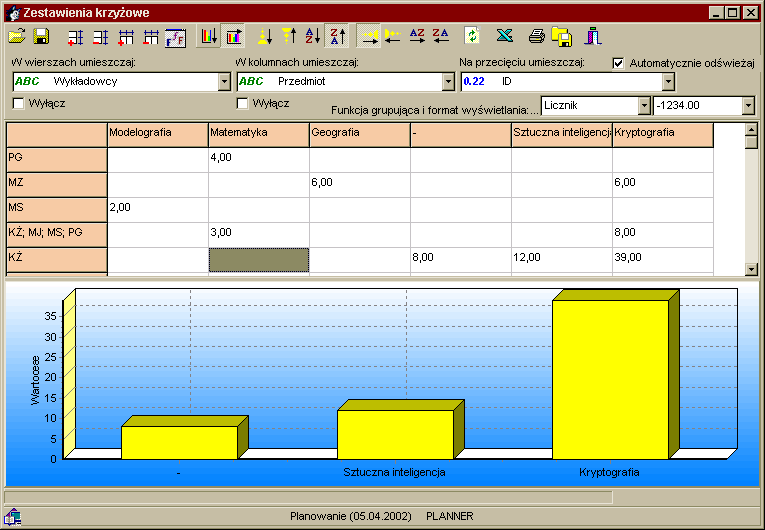 Zestawienia krzyżowe
W wierszach umieszczaj:
W kolumnach umieszczaj:
Na przecięciu umieszczaj:
Automatycznie odświeżaj
ABC Wykładowcy
ABC Przedmiot
0.22 ID
Wyłącz
Wyłącz
Funkcja grupująca i format wyświetlania:...
Licznik
-1234.00
Modelografia Matematyka Geografia - Sztuczna inteligencja Kryptografia
PG 4,00
MZ 6,00 6,00
MS 2,00
KŻ; MJ; MS; PG 3,00 8,00
KŻ 8,00 12,00 39,00
35
30
25
20
15
10
5
0
Wartoœæ
- Sztuczna inteligencja Kryptografia
Planowanie (05.04.2002) PLANNER